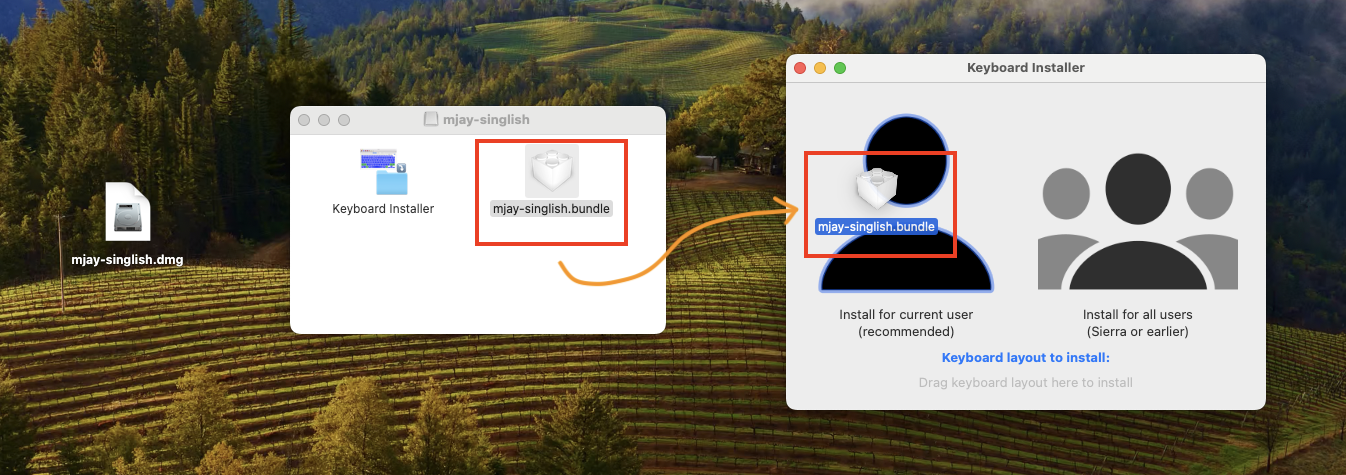 mjay-singlish.dmg
mjay-singlish
Keyboard Installer
mjay-singlish.bundle
Keyboard Installer
mjay-singlish.bundle
Install for current user
(recommended)
Install for all users
(Sierra or earlier)
Keyboard layout to install:
Drag keyboard layout here to install